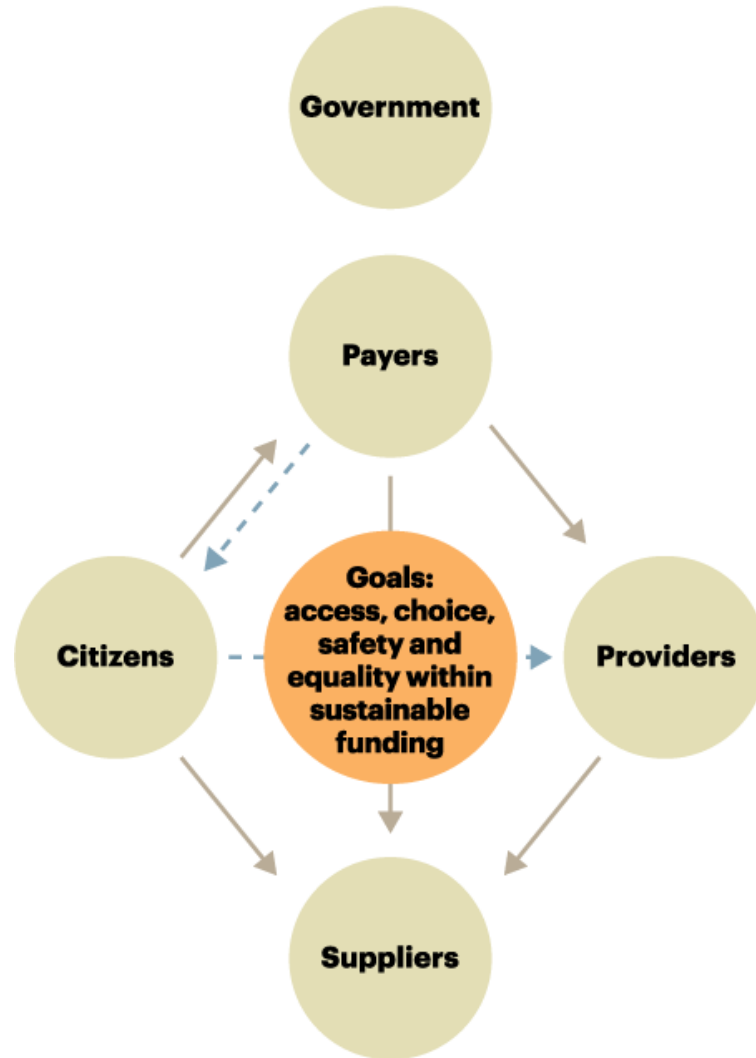 Government
Payers
Goals:
access, choice,
safety and
equality within
sustainable
funding
Citizens
Providers
Suppliers